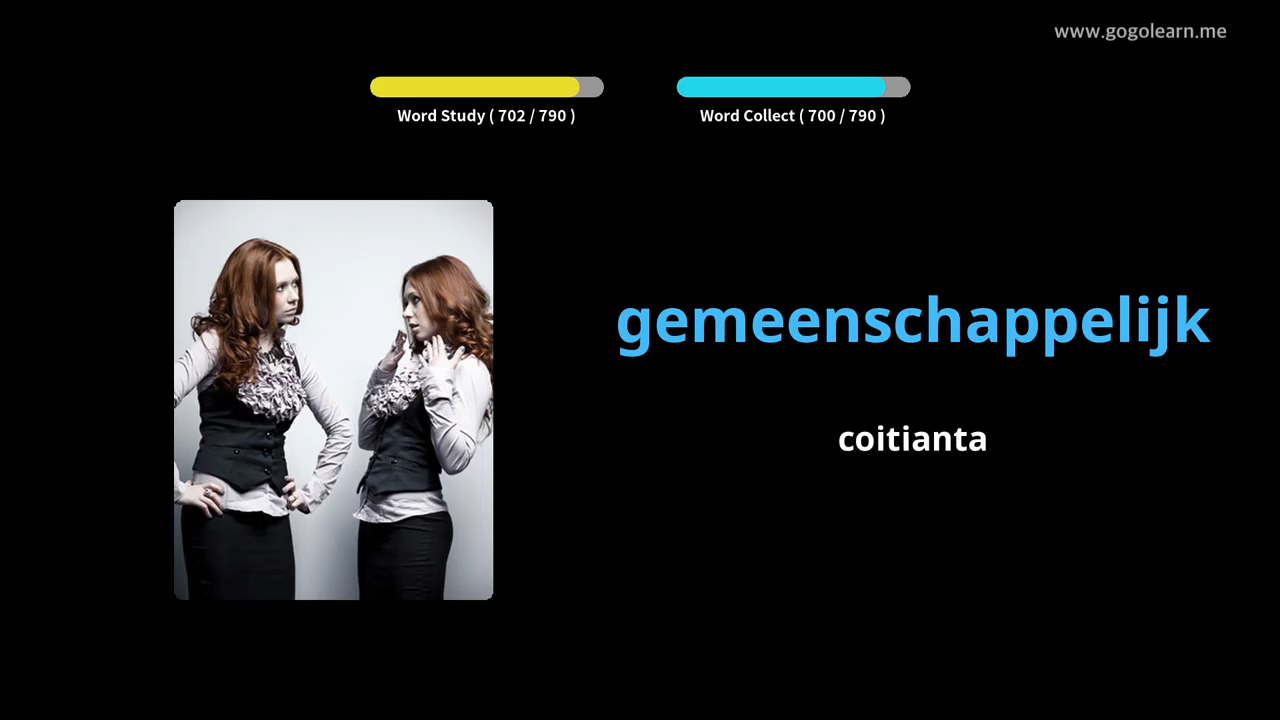 www.gogolearn.me
Word Study ( 702 / 790 )
Word Collect ( 700 / 790 )
gemeenschappelijk
coitianta